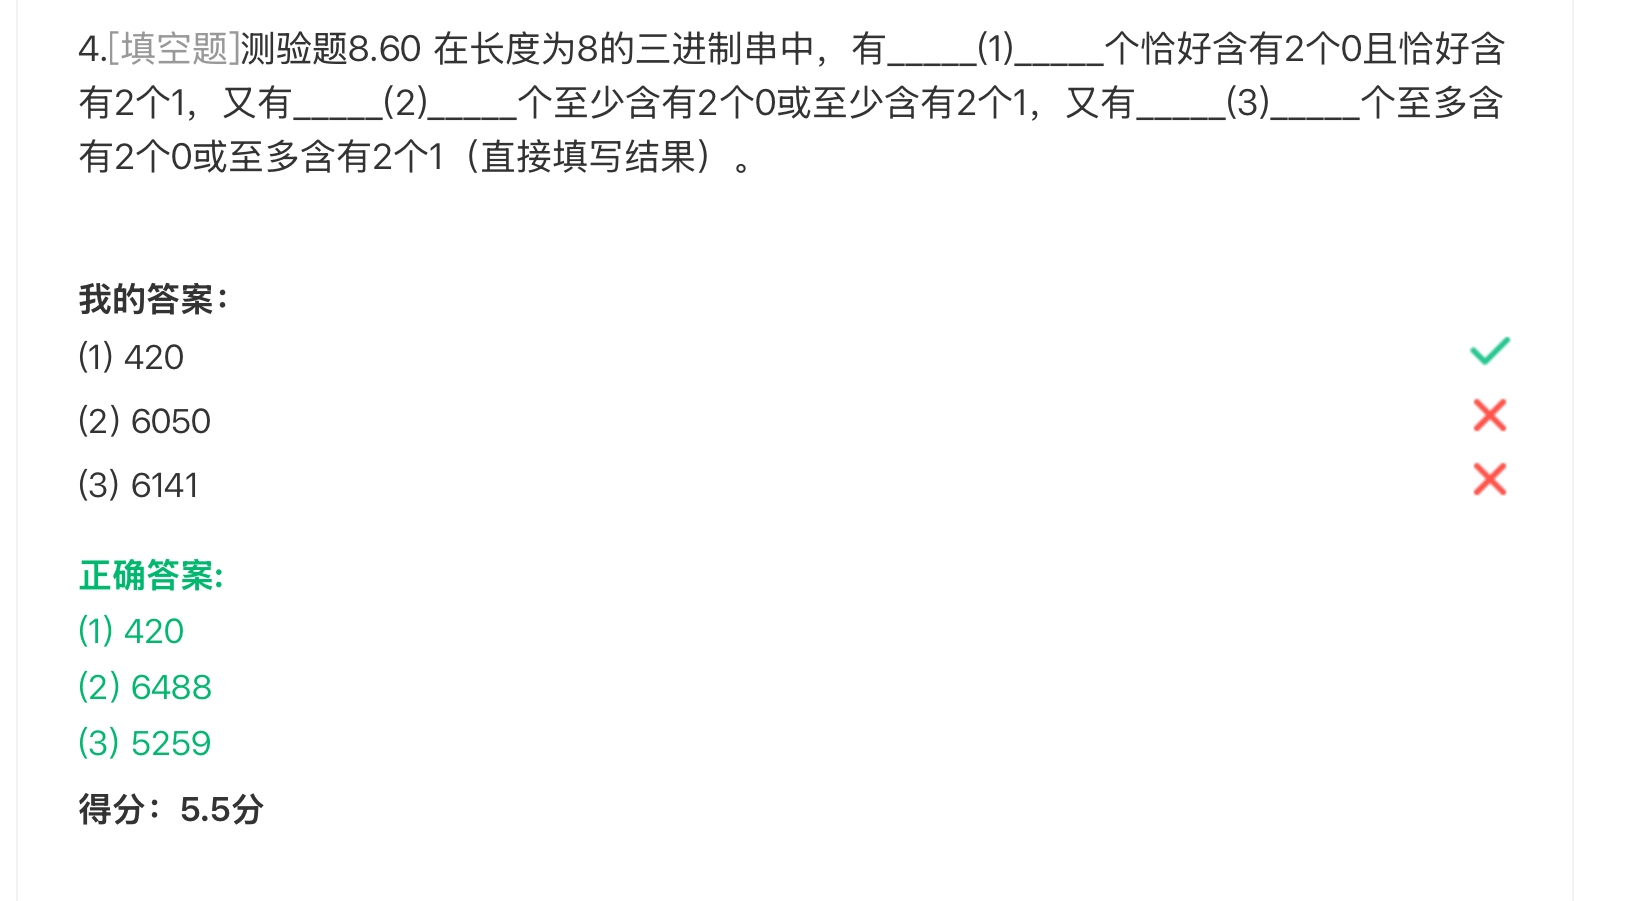 4.[填空题]测验题8.60 在长度为8的三进制串中，有_____(1)_____个恰好含有2个0且恰好含
有2个1，又有_____(2)_____个至少含有2个0或至少含有2个1，又有_____(3)_____个至多含
有2个0或至多含有2个1（直接填写结果）。
我的答案：
(1) 420
(2) 6050
(3) 6141
正确答案:
(1) 420
(2) 6488
(3) 5259
得分：5.5分